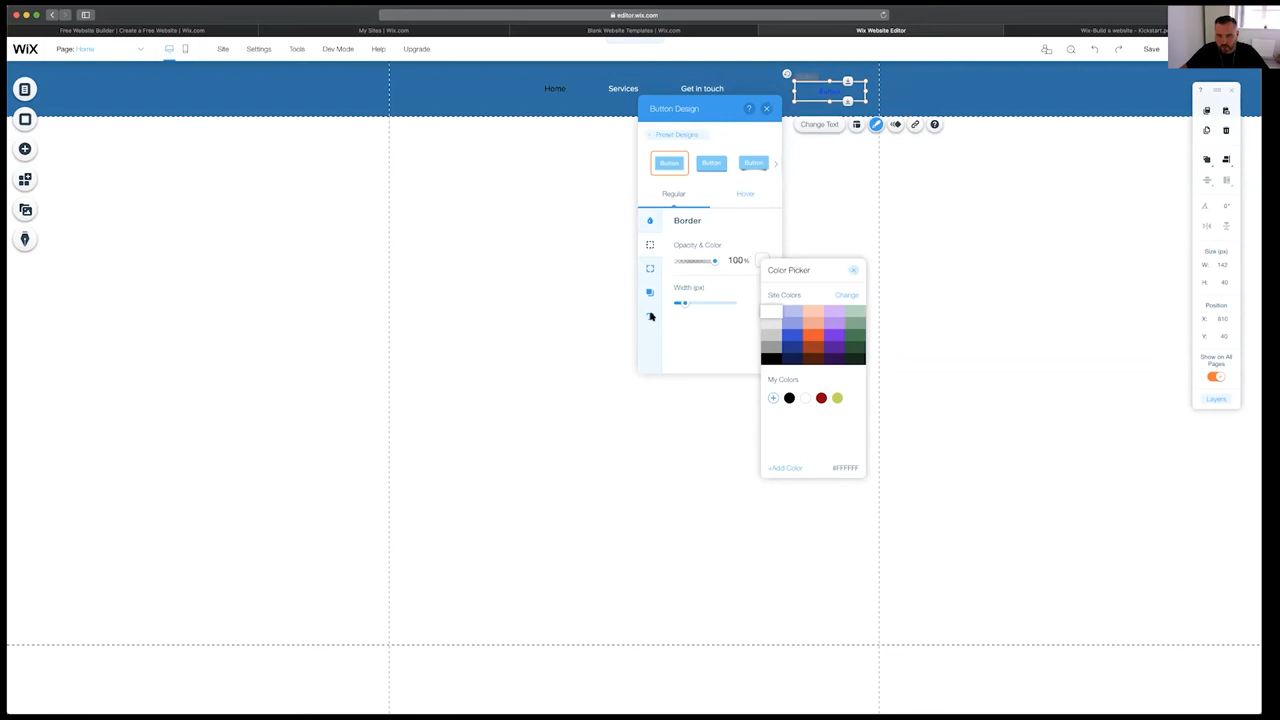 editor.wix.com
Free Website Builder | Create a Free Website | Wix.com
My Sites | Wix.com
Blank Website Templates | Wix.com
Wix Website Editor
Wix-Build a website - Kickstart.p
WiX
Page: Home
Site
Settings
Tools
Dev Mode
Help
Upgrade
Save
Home
Services
Get in touch
Button
Button Design
?
Change Text
Preset Designs
Button
Button
Button
Regular
Hover
Border
Opacity & Color
100%
Width (px)
Color Picker
Site Colors
Change
My Colors
+Add Color
#FFFFFF
?
0°
Size (px)
W: 142
H: 40
Position
X: 810
Y: 40
Show on All
Pages
Layers